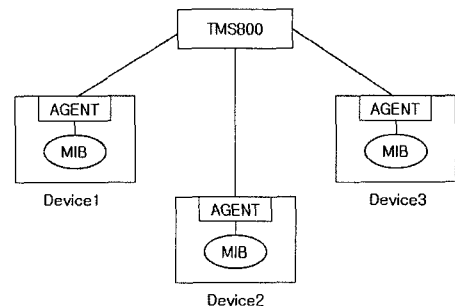 TMS800
AGENT
MIB
Device1
AGENT
MIB
Device3
AGENT
MIB
Device2